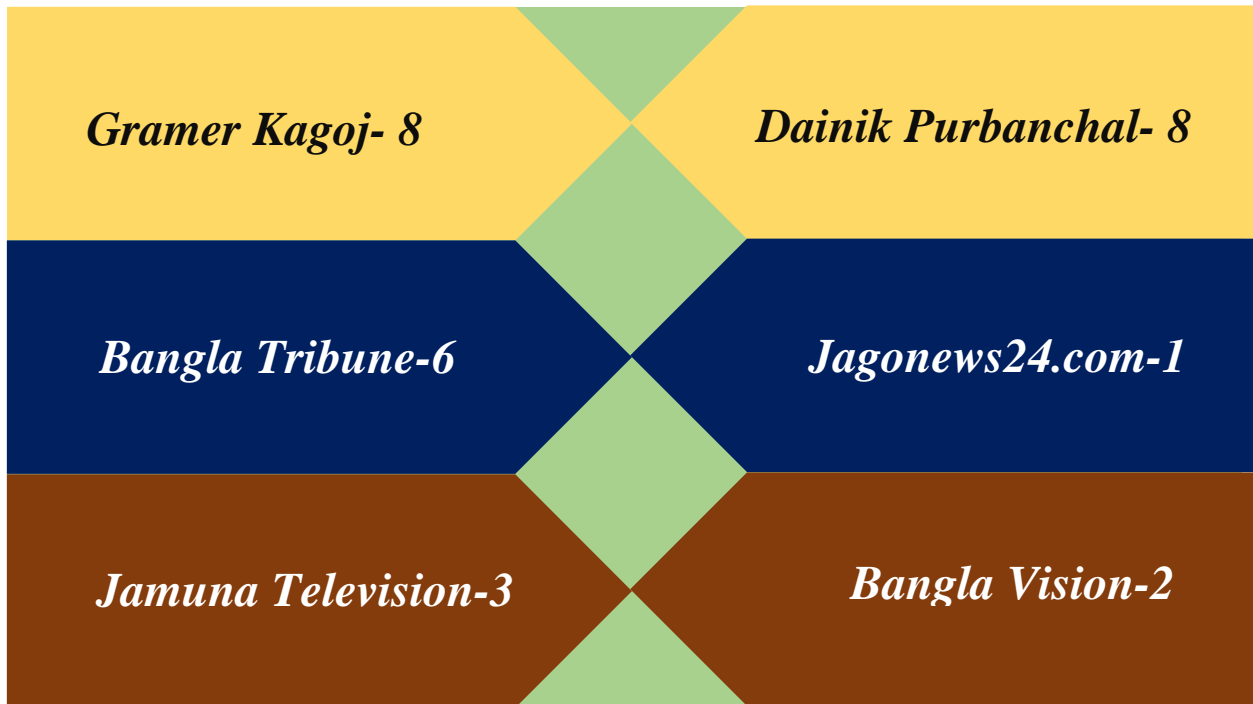 Gramer Kagoj- 8
Dainik Purbanchal- 8
Bangla Tribune-6
Jagonews24.com-1
Jamuna Television-3
Bangla Vision-2